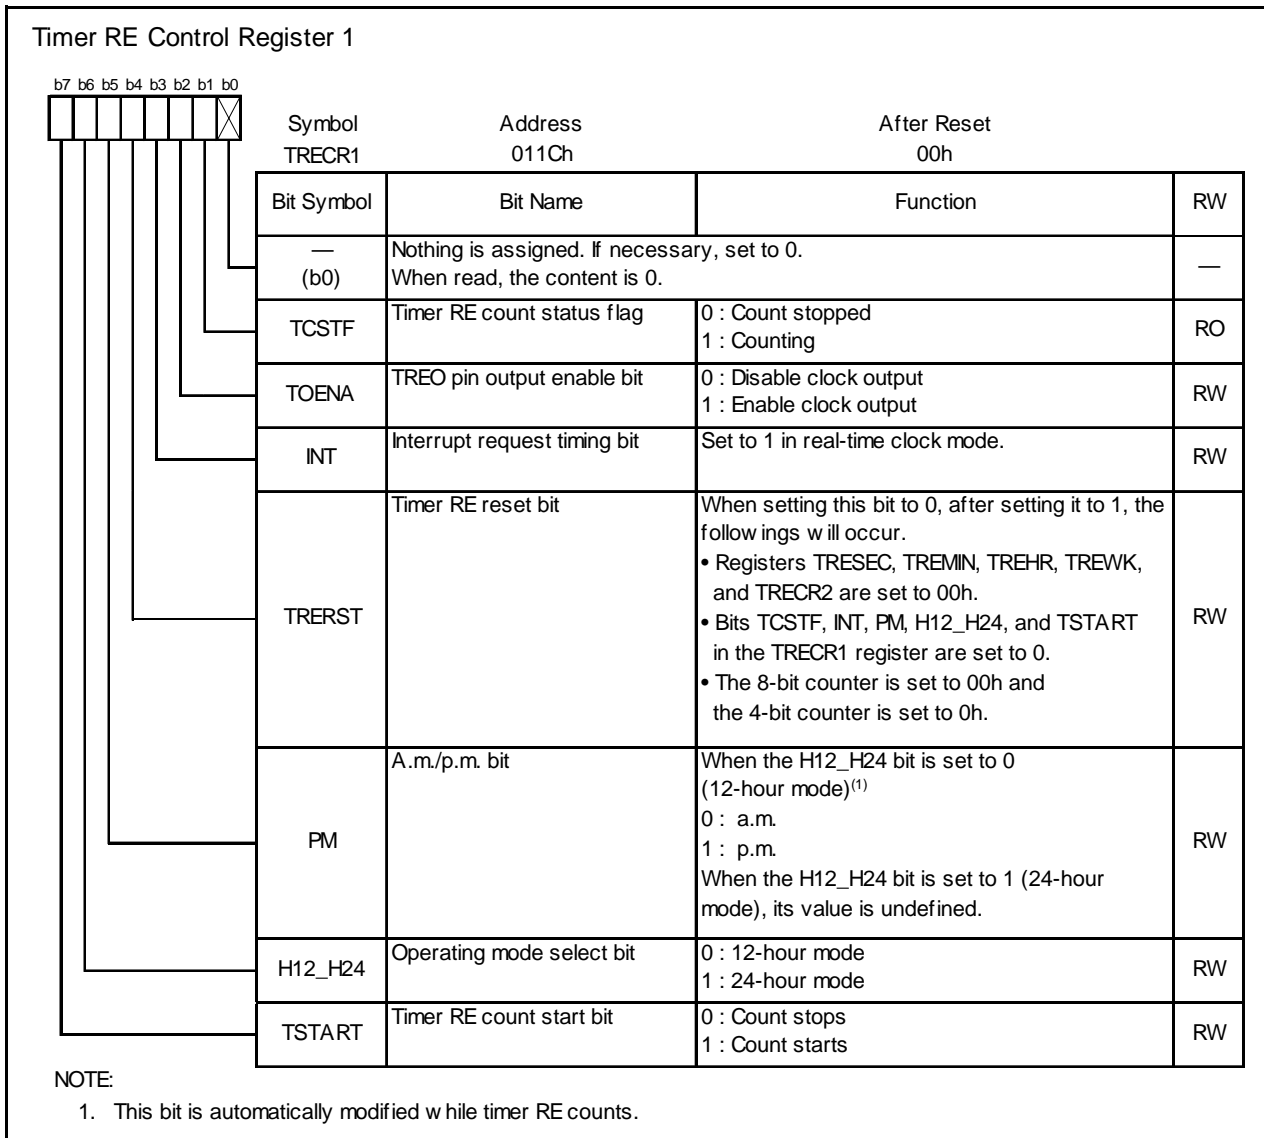 Timer RE Control Register 1
b7 b6 b5 b4 b3 b2 b1 b0
Symbol Address After Reset
TRECR1 011Ch 00h
Bit Symbol Bit Name Function RW
—
(b0)
Nothing is assigned. If necessary, set to 0.
When read, the content is 0.
—
TCSTF
Timer RE count status flag
0 : Count stopped
1 : Counting
RO
TOENA
TREO pin output enable bit
0 : Disable clock output
1 : Enable clock output
RW
INT
Interrupt request timing bit
Set to 1 in real-time clock mode.
RW
TRERST
Timer RE reset bit
When setting this bit to 0, after setting it to 1, the
followings will occur.
• Registers TRESEC, TREMIN, TREHR, TREWK,
and TRECR2 are set to 00h.
• Bits TCSTF, INT, PM, H12_H24, and TSTART
in the TRECR1 register are set to 0.
• The 8-bit counter is set to 00h and
the 4-bit counter is set to 0h.
RW
PM
A.m./p.m. bit
When the H12_H24 bit is set to 0
(12-hour mode)(1)
0 : a.m.
1 : p.m.
When the H12_H24 bit is set to 1 (24-hour
mode), its value is undefined.
RW
H12_H24
Operating mode select bit
0 : 12-hour mode
1 : 24-hour mode
RW
TSTART
Timer RE count start bit
0 : Count stops
1 : Count starts
RW
NOTE:
1. This bit is automatically modified while timer RE counts.